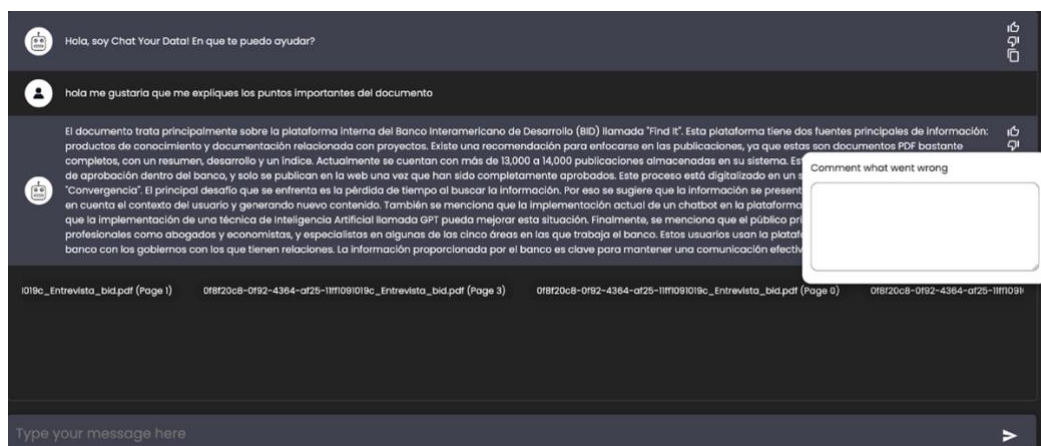 Hola, soy Chat Your Data! En que te puedo ayudar?
hola me gustaria que me expliques los puntos importantes del documento
El documento trata principalmente sobre la plataforma interna del Banco Interamericano de Desarrollo (BID) llamada "Find It". Esta plataforma tiene dos fuentes principales de información:
productos de conocimiento y documentación relacionada con proyectos. Existe una recomendación para enfocarse en las publicaciones, ya que estas son documentos PDF bastante
completos, con un resumen, desarrollo y un índice. Actualmente se cuentan con más de 13,000 a 14,000 publicaciones almacenadas en su sistema.
de aprobación dentro del banco, y solo se publican en la web una vez que han sido completamente aprobados. Este proceso está digitalizado en un
"Convergencia". El principal desafío que se enfrenta es la pérdida de tiempo al buscar la información. Por eso se sugiere que la información se
en cuenta el contexto del usuario y generando nuevo contenido. También se menciona que la implementación actual de un chatbot en la plataforma
que la implementación de una técnica de Inteligencia Artificial llamada GPT pueda mejorar esta situación. Finalmente, se menciona que el público
profesionales como abogados y economistas, y especialistas en algunas de las cinco áreas en las que trabaja el banco. Estos usuarios usan la
banco con los gobiernos con los que tienen relaciones. La información proporcionada por el banco es clave para mantener una comunicación
Comment what went wrong
1019c_Entrevista_bid.pdf (Page 1) 0f8f20c8-0f92-4364-af25-11ff1091019c_Entrevista_bid.pdf (Page 3) 0f8f20c8-0f92-4364-af25-11ff1091019c_Entrevista_bid.pdf (Page 0) 0f8f20c8-0f92-4364-af25-11ff1091
Type your message here